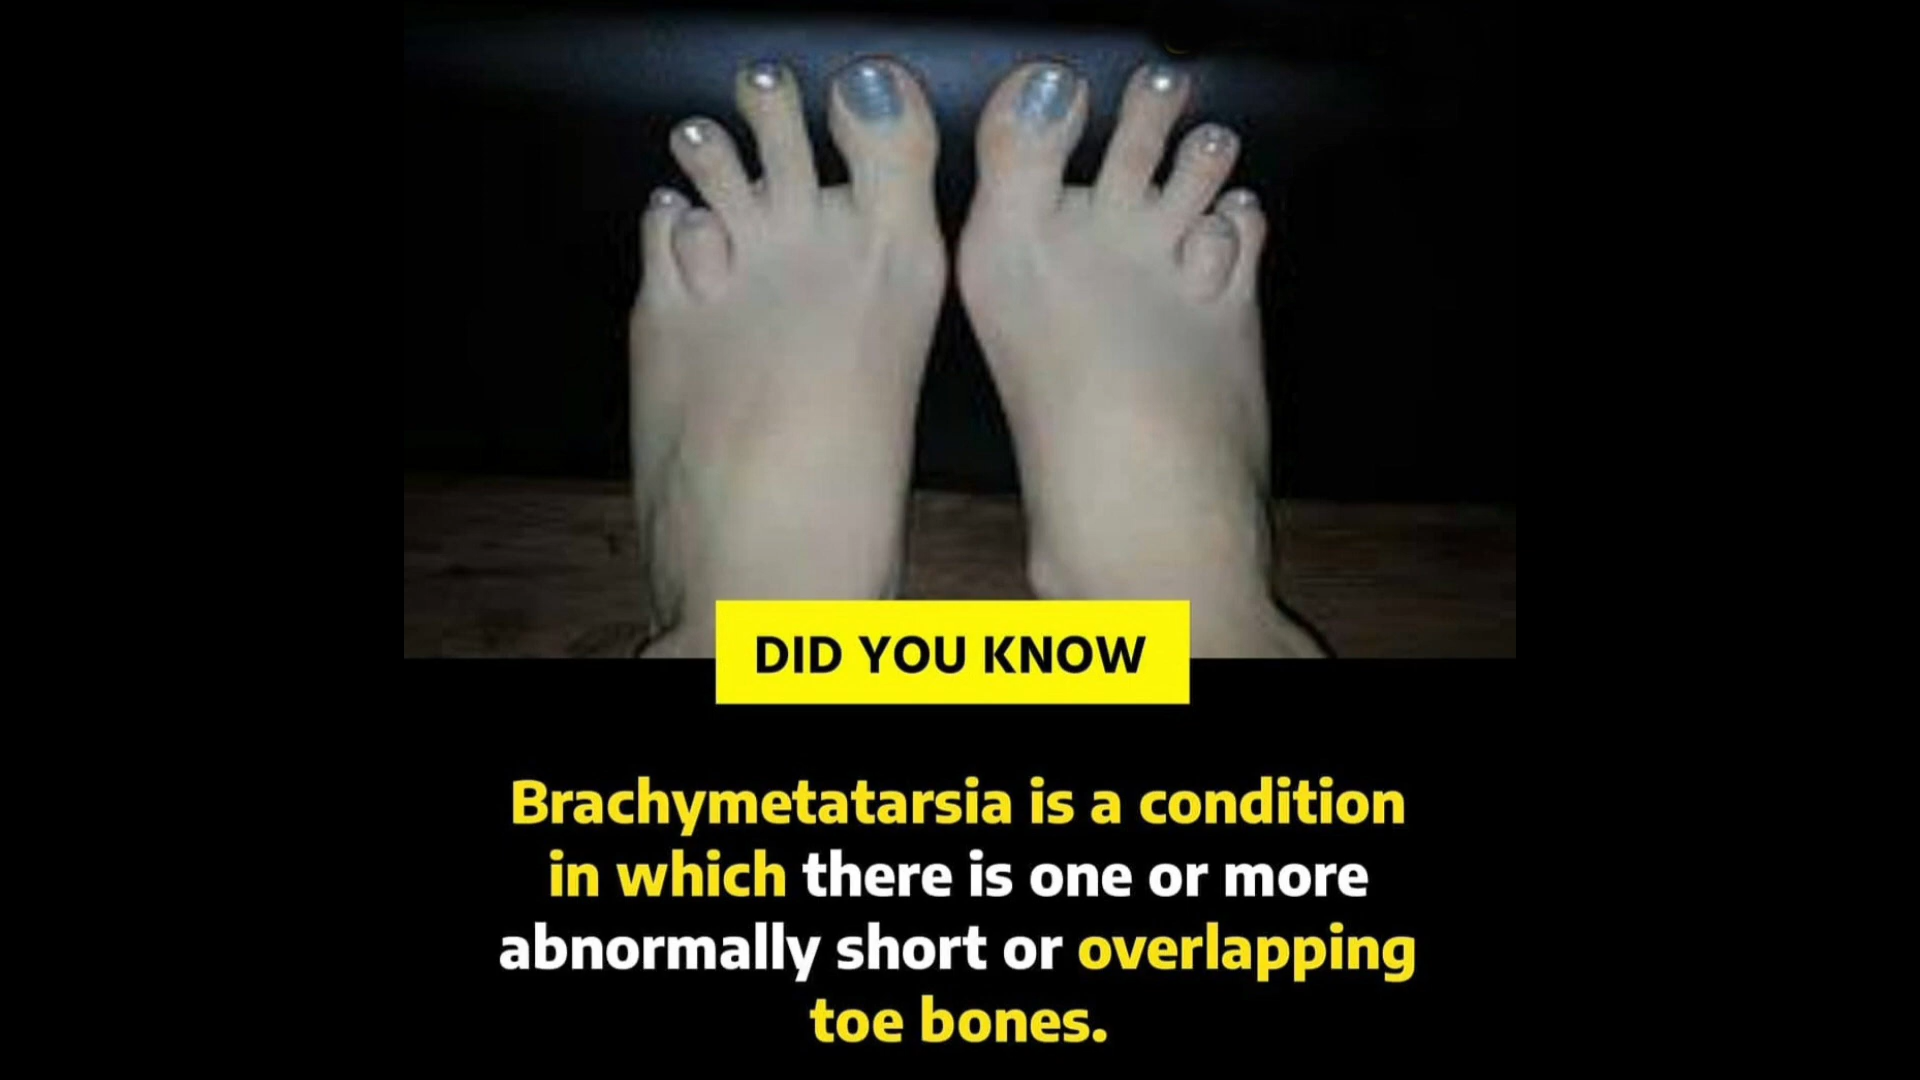 DID YOU KNOW
Brachymetatarsia is a condition
in which there is one or more
abnormally short or overlapping
toe bones.